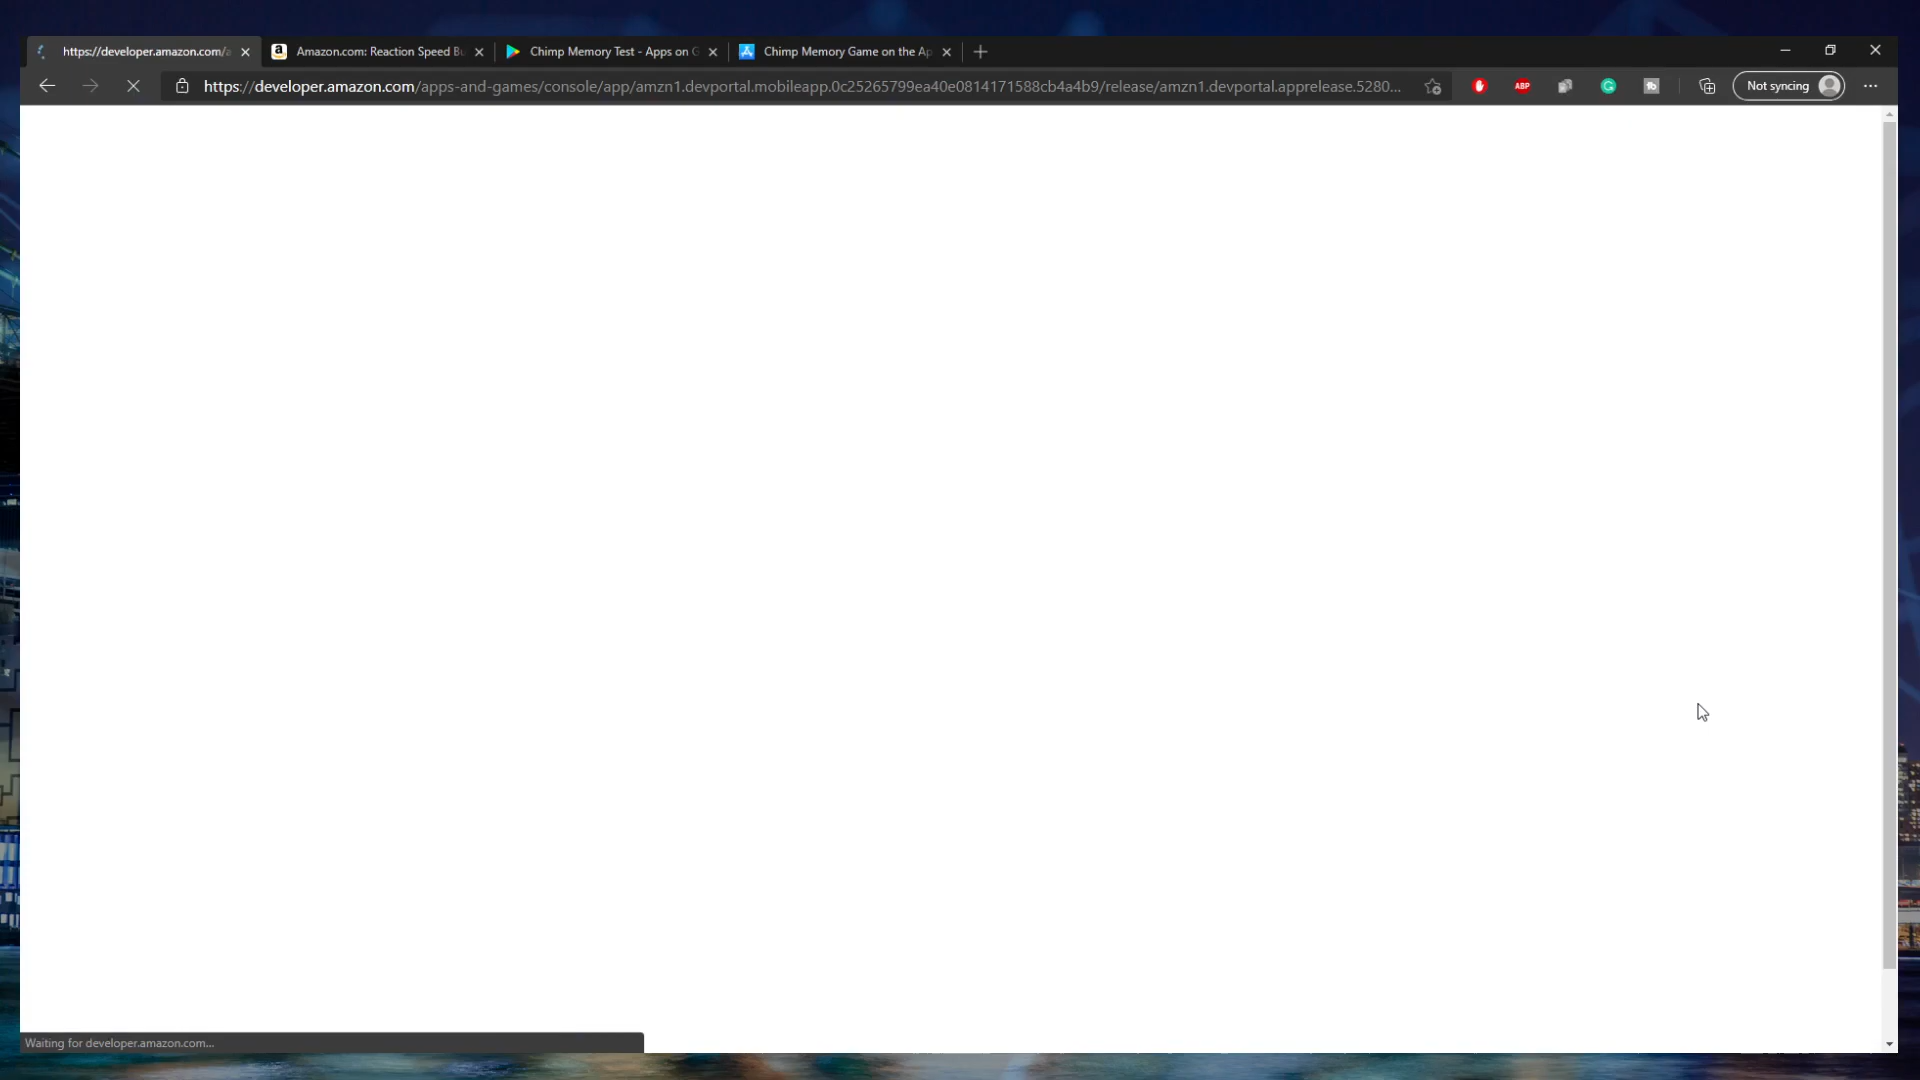 https://developer.amazon.com/a
Amazon.com: Reaction Speed Bu
Chimp Memory Test - Apps on G
Chimp Memory Game on the Ap
https://developer.amazon.com/apps-and-games/console/app/amzn1.devportal.mobileapp.0c25265799ea40e0814171588cb4a4b9/release/amzn1.devportal.apprelease.5280...
ABP
Not syncing
Waiting for developer.amazon.com...